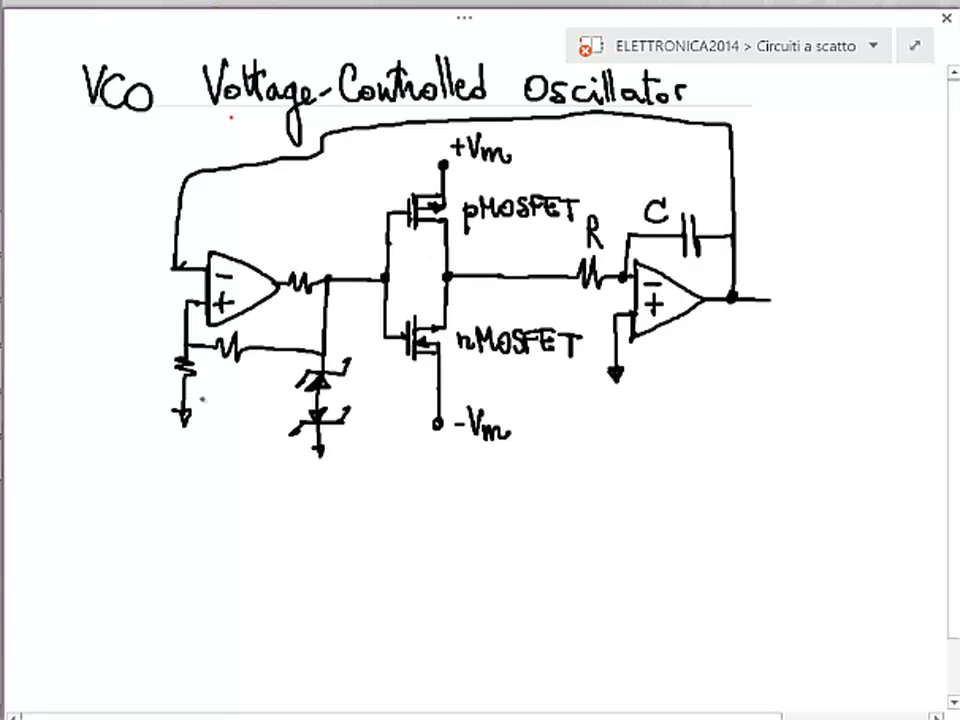 ELETTRONICA2014 > Circuiti a scatto
VCO Voltage-Controlled Oscillator
+Vm
pMOSFET
R
C
-
+
-
+
nMOSFET
-Vm